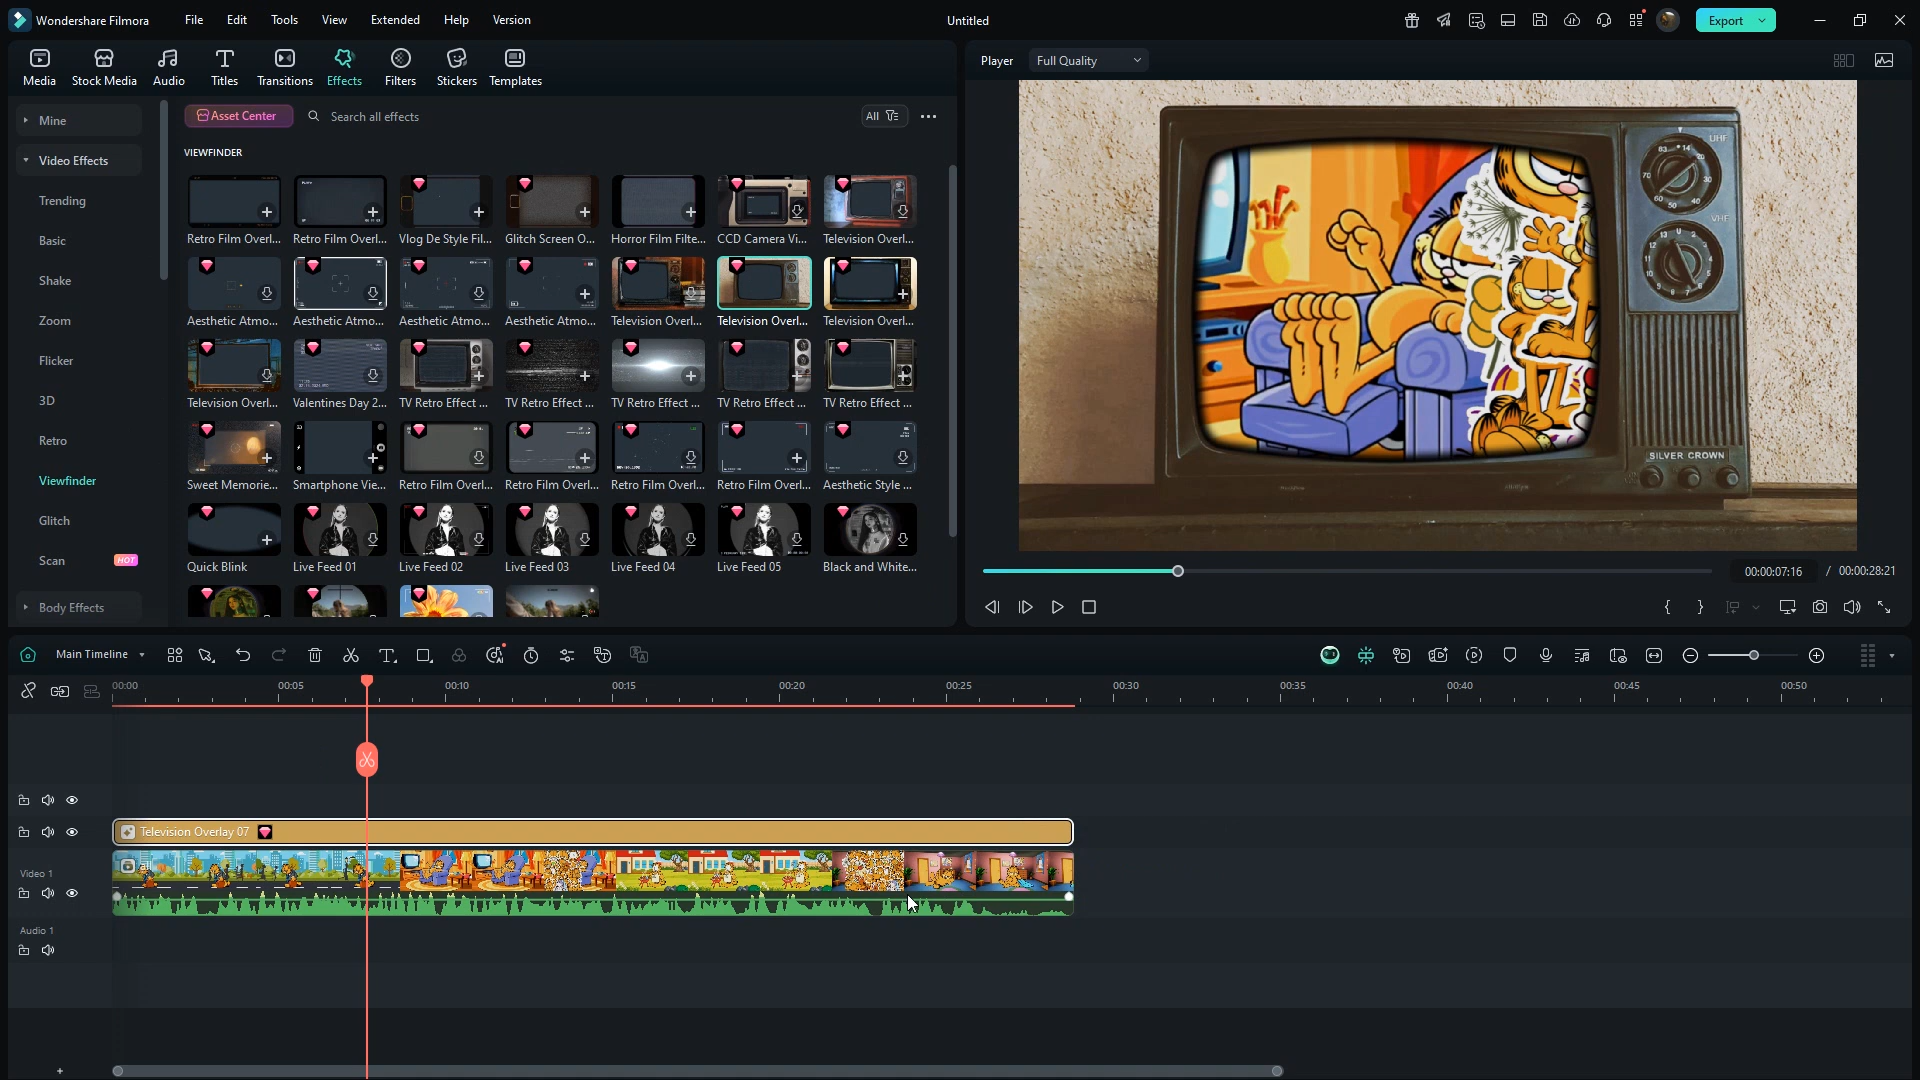 Wondershare Filmora File Edit Tools View Extended Help Version Untitled Export
Media Stock Media Audio Titles Transitions Effects Filters Stickers Templates
Player Full Quality
Mine
Asset Center Search all effects All
Video Effects
VIEWFINDER
Trending
Basic
Shake
Zoom
Flicker
3D
Retro
Viewfinder
Glitch
Scan HOT
Body Effects
Retro Film Overl... Retro Film Overl... Vlog De Style Fil... Glitch Screen O... Horror Film Filte... CCD Camera Vi... Television Overl...
Aesthetic Atmo... Aesthetic Atmo... Aesthetic Atmo... Aesthetic Atmo... Television Overl... Television Overl... Television Overl...
Television Overl... Valentines Day 2... TV Retro Effect ... TV Retro Effect ... TV Retro Effect ... TV Retro Effect ... TV Retro Effect ...
Sweet Memorie... Smartphone Vie... Retro Film Overl... Retro Film Overl... Retro Film Overl... Retro Film Overl... Aesthetic Style ...
Quick Blink Live Feed 01 Live Feed 02 Live Feed 03 Live Feed 04 Live Feed 05 Black and White...
UHF
VHF
SILVER CROWN
00:00:07:16 / 00:00:28:21
Main Timeline
00:00 00:05 00:10 00:15 00:20 00:25 00:30 00:35 00:40 00:45 00:50
Television Overlay 07
Video 1
Audio 1